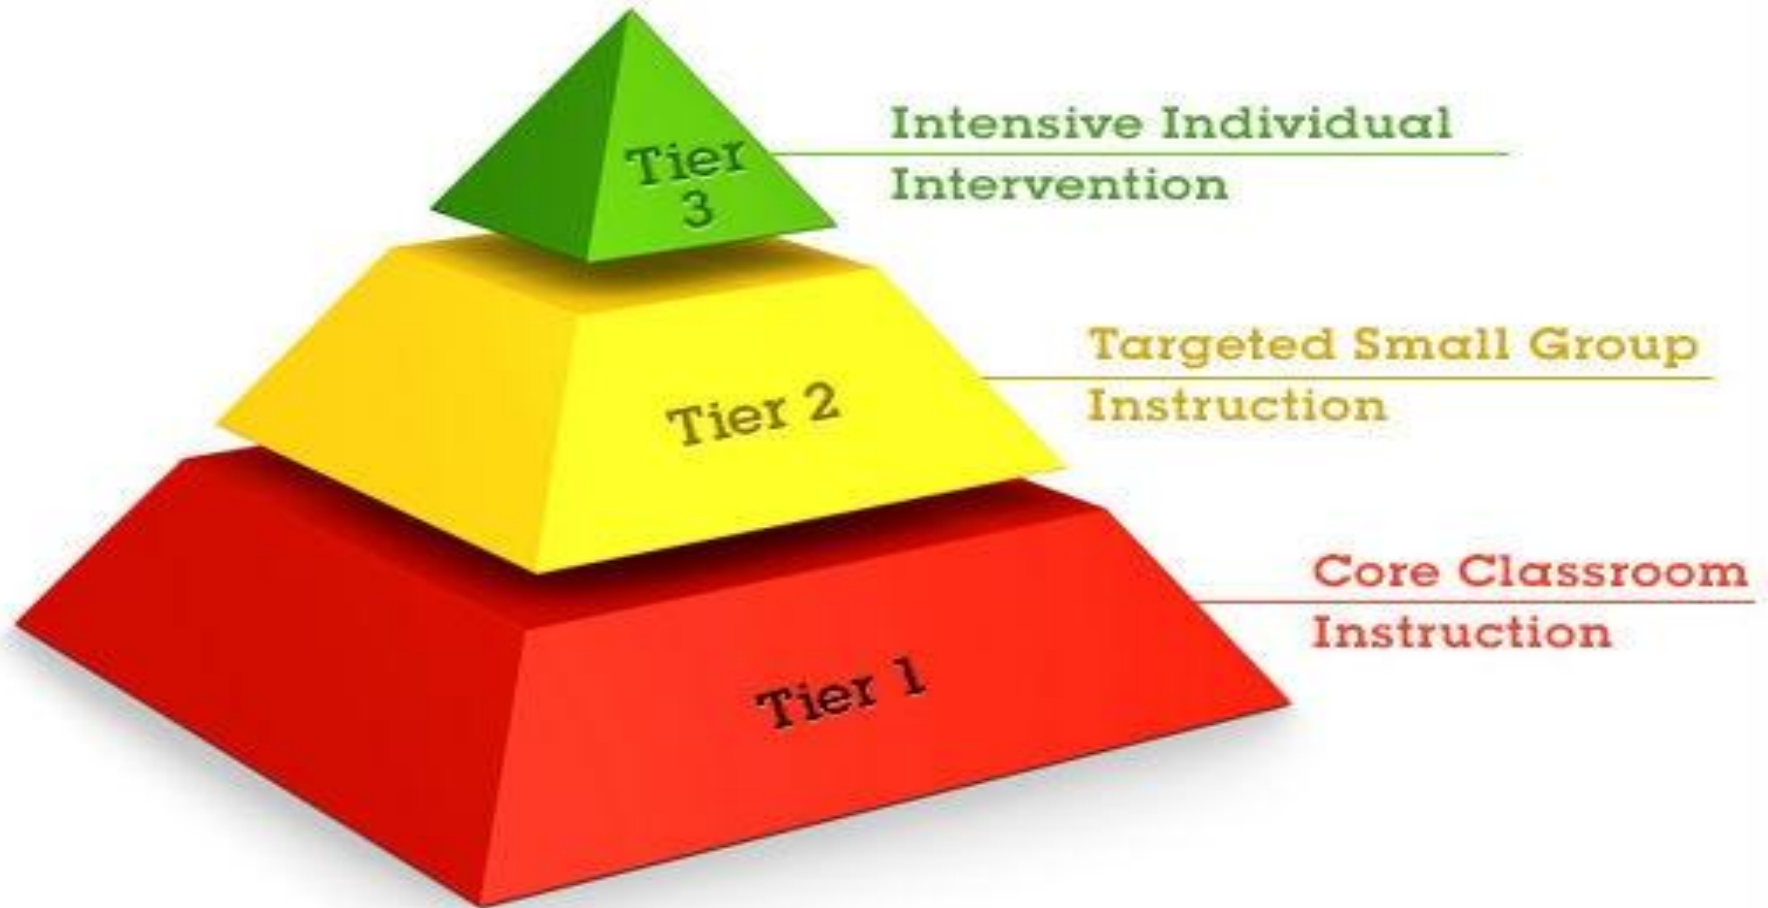 Tier
3
Intensive Individual
Intervention
Tier 2
Targeted Small Group
Instruction
Tier 1
Core Classroom
Instruction